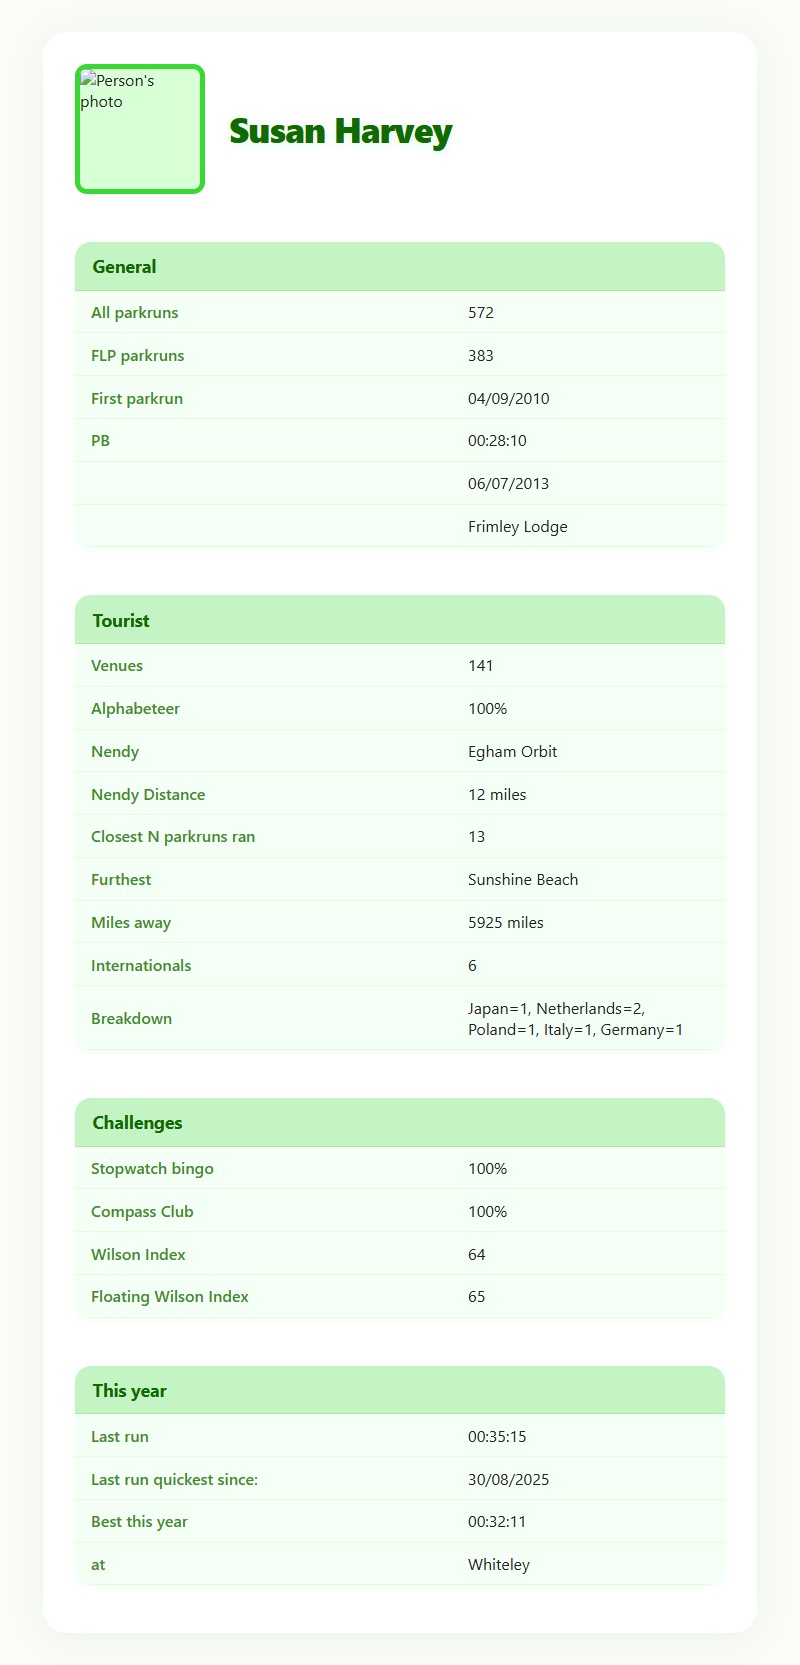 Person's
photo
Susan Harvey
General
All parkruns 572
FLP parkruns 383
First parkrun 04/09/2010
PB 00:28:10
06/07/2013
Frimley Lodge
Tourist
Venues 141
Alphabeteer 100%
Nendy Egham Orbit
Nendy Distance 12 miles
Closest N parkruns ran 13
Furthest Sunshine Beach
Miles away 5925 miles
Internationals 6
Breakdown Japan=1, Netherlands=2,
Poland=1, Italy=1, Germany=1
Challenges
Stopwatch bingo 100%
Compass Club 100%
Wilson Index 64
Floating Wilson Index 65
This year
Last run 00:35:15
Last run quickest since: 30/08/2025
Best this year 00:32:11
at Whiteley